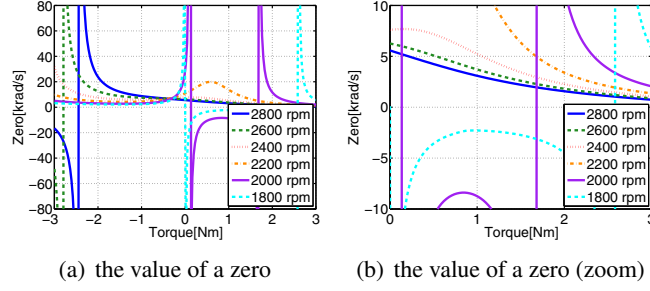 80
60
40
20
0
−20
−40
−60
−80
Zero[krad/s]
−3
−2
−1
0
1
2
3
Torque[Nm]
2800 rpm
2600 rpm
2400 rpm
2200 rpm
2000 rpm
1800 rpm
(a) the value of a zero
10
5
0
−5
−10
Zero[krad/s]
0
1
2
3
Torque[Nm]
2800 rpm
2600 rpm
2400 rpm
2200 rpm
2000 rpm
1800 rpm
(b) the value of a zero (zoom)